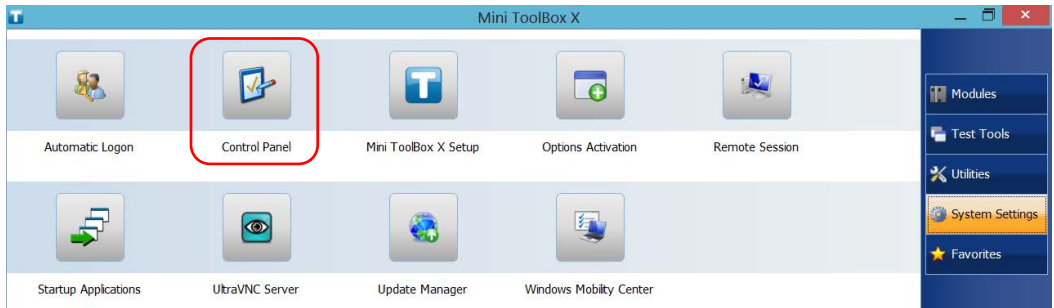 Mini ToolBox X
Automatic Logon
Control Panel
Mini ToolBox X Setup
Options Activation
Remote Session
Startup Applications
UltraVNC Server
Update Manager
Windows Mobility Center
Modules
Test Tools
Utilities
System Settings
Favorites